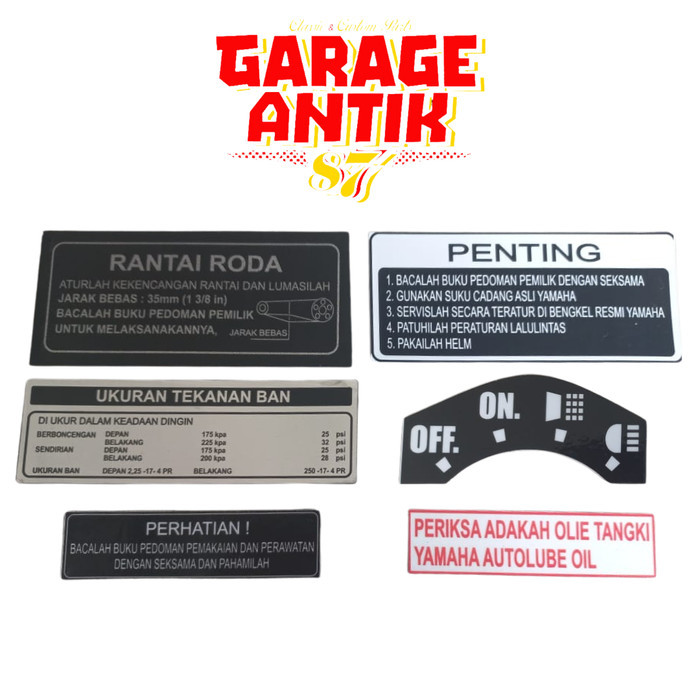 Classic & Custom Parts
GARAGE
ANTIK
87
RANTAI RODA
ATURLAH KEKENCANGAN RANTAI DAN LUMASILAH
JARAK BEBAS : 35mm (1 3/8 in)
BACALAH BUKU PEDOMAN PEMILIK
UNTUK MELAKSANAKANNYA.
JARAK BEBAS
PENTING
1. BACALAH BUKU PEDOMAN PEMILIK DENGAN SEKSAMA
2. GUNAKAN SUKU CADANG ASLI YAMAHA
3. SERVISLAH SECARA TERATUR DI BENGKEL RESMI YAMAHA
4. PATUHILAH PERATURAN LALULINTAS
5. PAKAILAH HELM
UKURAN TEKANAN BAN
DI UKUR DALAM KEADAAN DINGIN
BERBONCENGAN DEPAN 175 kpa 25 psi
BELAKANG 225 kpa 32 psi
SENDIRIAN DEPAN 175 kpa 25 psi
BELAKANG 200 kpa 28 psi
UKURAN BAN DEPAN 2,25 -17- 4 PR BELAKANG 250 -17- 4 PR
OFF. ON.
PERHATIAN !
BACALAH BUKU PEDOMAN PEMAKAIAN DAN PERAWATAN
DENGAN SEKSAMA DAN PAHAMILAH
PERIKSA ADAKAH OLIE TANGKI
YAMAHA AUTOLUBE OIL